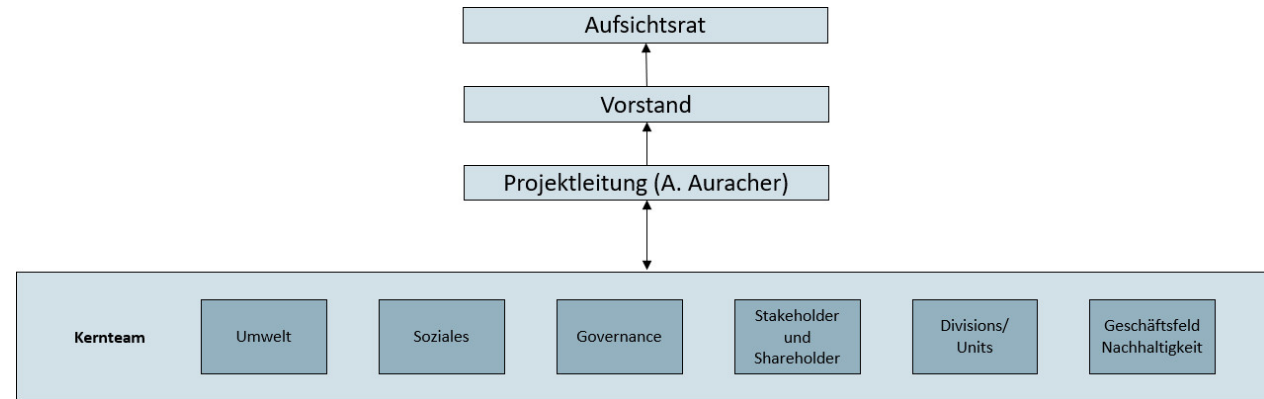 Aufsichtsrat
Vorstand
Projektleitung (A. Auracher)
Kernteam
Umwelt
Soziales
Governance
Stakeholder
und
Shareholder
Divisions/
Units
Geschäftsfeld
Nachhaltigkeit